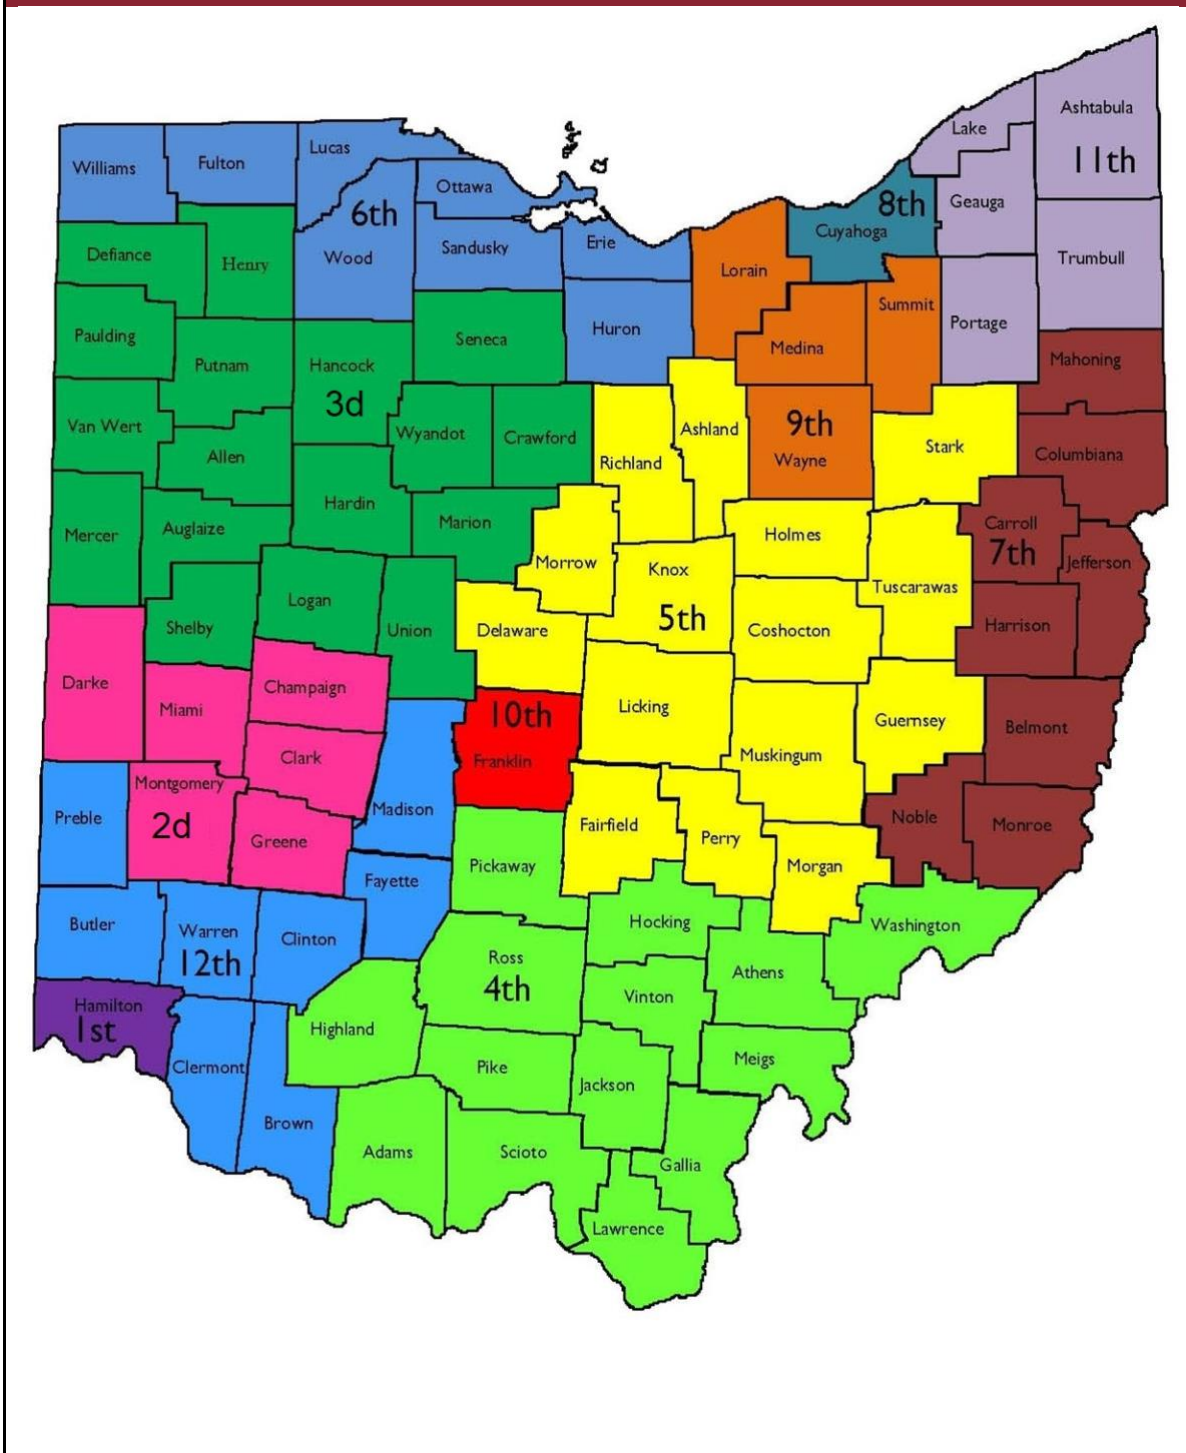 Ashtabula
Lake
11th
Williams
Fulton
Lucas
Ottawa
6th
Geauga
8th
Cuyahoga
Defiance
Henry
Wood
Sandusky
Erie
Lorain
Trumbull
Summit
Portage
Paulding
Putnam
Hancock
Seneca
Huron
Medina
Mahoning
3d
Van Wert
Allen
Wyandot
Crawford
Richland
Ashland
9th
Wayne
Stark
Columbiana
Mercer
Auglaize
Hardin
Marion
Morrow
Holmes
Carroll
7th
Jefferson
Knox
5th
Tuscarawas
Shelby
Logan
Union
Delaware
Coshocton
Harrison
Darke
Miami
Champaign
10th
Franklin
Licking
Guernsey
Belmont
Clark
Montgomery
Muskingum
Preble
2d
Greene
Madison
Fairfield
Perry
Noble
Monroe
Pickaway
Morgan
Fayette
Butler
Warren
12th
Clinton
Hocking
Washington
Ross
4th
Vinton
Athens
Hamilton
1st
Highland
Clermont
Pike
Jackson
Meigs
Brown
Adams
Scioto
Gallia
Lawrence